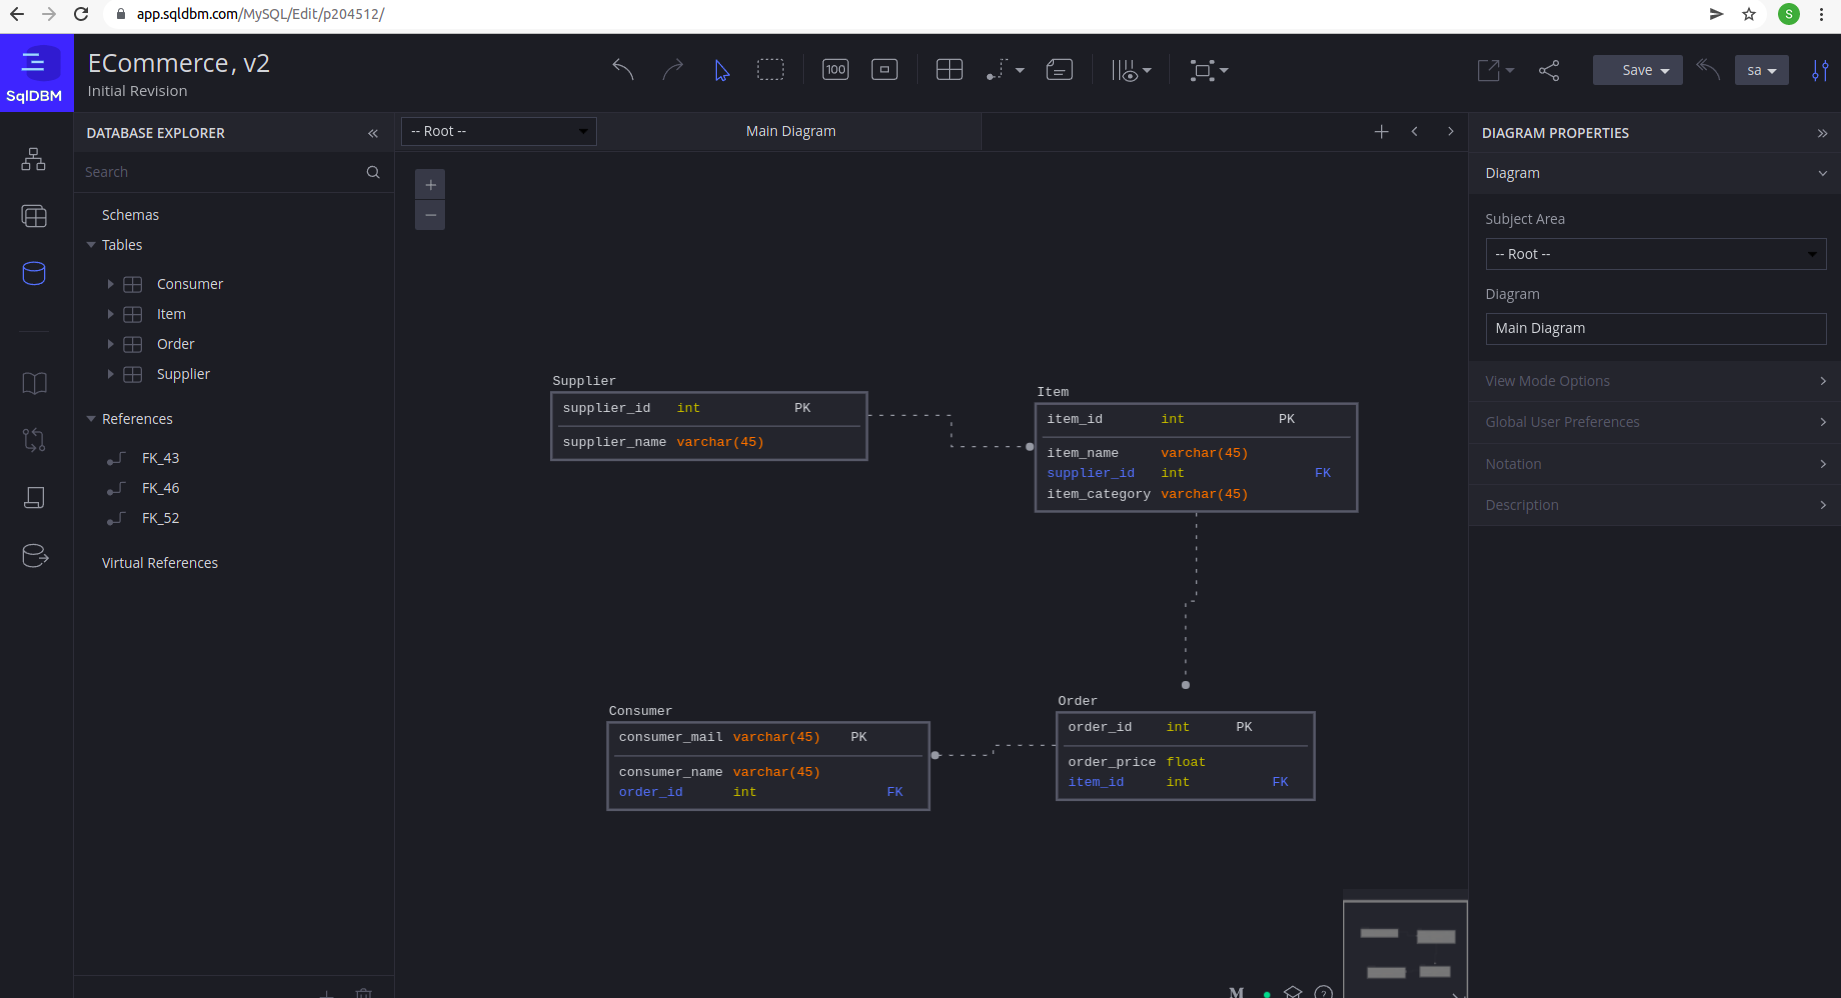 app.sqldbm.com/MySQL/Edit/p204512/
S
SqlDBM
ECommerce, v2
Initial Revision
100
Save
sa
DATABASE EXPLORER
Search
Schemas
Tables
Consumer
Item
Order
Supplier
References
FK_43
FK_46
FK_52
Virtual References
-- Root --
Main Diagram
Supplier
supplier_id int PK
supplier_name varchar(45)
Item
item_id int PK
item_name varchar(45)
supplier_id int FK
item_category varchar(45)
Consumer
consumer_mail varchar(45) PK
consumer_name varchar(45)
order_id int FK
Order
order_id int PK
order_price float
item_id int FK
M
?
DIAGRAM PROPERTIES
Diagram
Subject Area
-- Root --
Diagram
Main Diagram
View Mode Options
Global User Preferences
Notation
Description